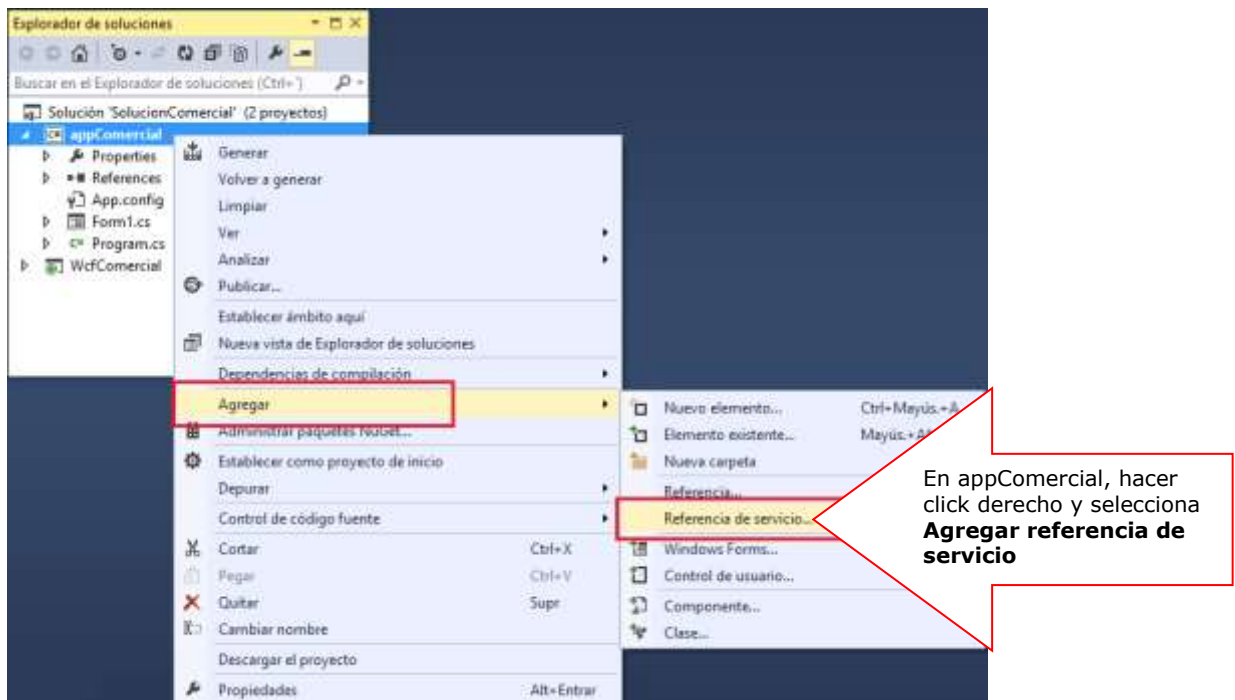 Explorador de soluciones
Buscar en el Explorador de soluciones (Ctrl+´)
Solución 'SolucionComercial' (2 proyectos)
appComercial
Properties
References
App.config
Form1.cs
Program.cs
WcfComercial
Generar
Volver a generar
Limpiar
Ver
Analizar
Publicar...
Establecer ámbito aquí
Nueva vista de Explorador de soluciones
Dependencias de compilación
Agregar
Administrar paquetes NuGet...
Establecer como proyecto de inicio
Depurar
Control de código fuente
Cortar Ctrl+X
Pegar Ctrl+V
Quitar Supr
Cambiar nombre
Descargar el proyecto
Propiedades Alt+Entrar
Nuevo elemento... Ctrl+Mayús.+A
Elemento existente... Mayús.+Al
Nueva carpeta
Referencia...
Referencia de servicio...
Windows Forms...
Control de usuario...
Componente...
Clase...
En appComercial, hacer
click derecho y selecciona
Agregar referencia de
servicio